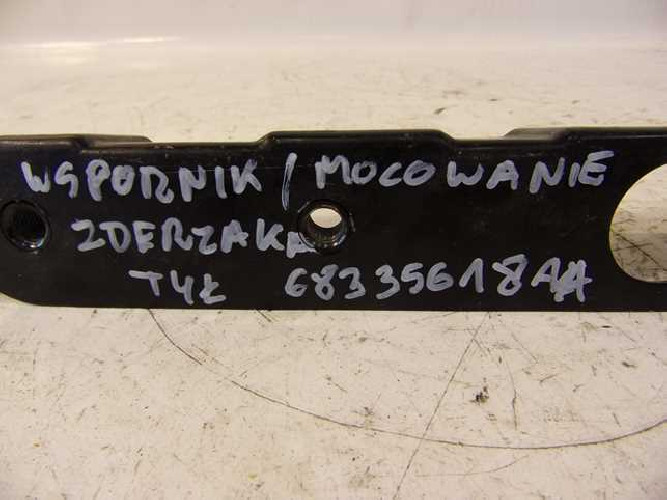 WSPORNIK / MOCOWANIE
ZDERZAKA
TYŁ 68335618AA